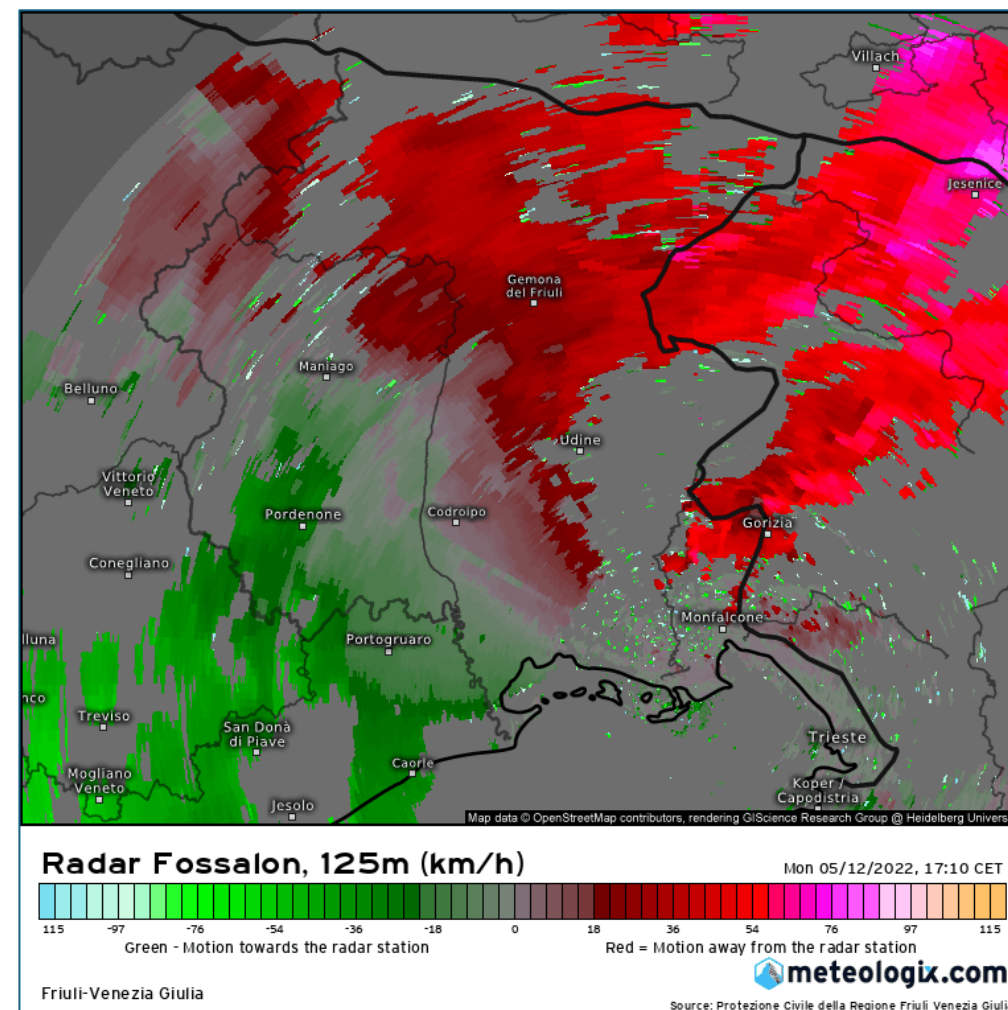 Villach
Jesenice
Gemona
del Friuli
Maniago
Belluno
Udine
Vittorio
Veneto
Pordenone
Codroipo
Gorizia
Conegliano
Monfalcone
lluna
Portogruaro
nco
Treviso
San Donà
di Piave
Trieste
Caorle
Mogliano
Veneto
Koper /
Capodistria
Jesolo
Map data © OpenStreetMap contributors, rendering GIScience Research Group @ Heidelberg Univers
Radar Fossalon, 125m (km/h)
Mon 05/12/2022, 17:10 CET
115 -97 -76 -54 -36 -18 0 18 36 54 76 97 115
Green - Motion towards the radar station
Red = Motion away from the radar station
meteologix.com
Friuli-Venezia Giulia
Source: Protezione Civile della Regione Friuli Venezia Giuli